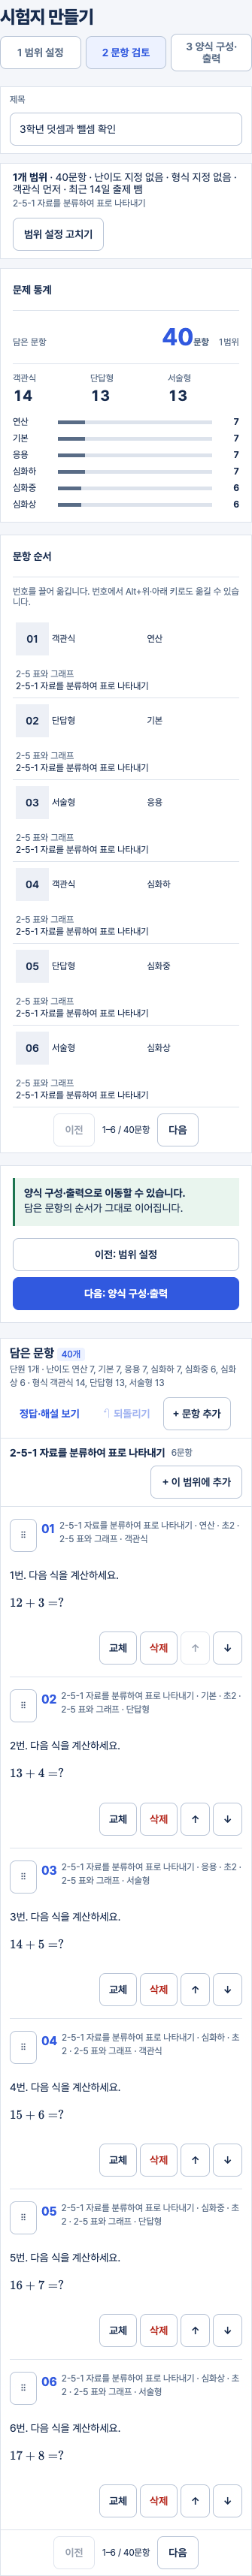 시험지 만들기
1 범위 설정
2 문항 검토
3 양식 구성·
출력
제목
3학년 덧셈과 뺄셈 확인
1개 범위 · 40문항 · 난이도 지정 없음 · 형식 지정 없음 ·
객관식 먼저 · 최근 14일 출제 뺌
2-5-1 자료를 분류하여 표로 나타내기
범위 설정 고치기
문제 통계
담은 문항 40문항 1범위
객관식 단답형 서술형
14 13 13
연산 7
기본 7
응용 7
심화하 7
심화중 6
심화상 6
문항 순서
번호를 끌어 옮깁니다. 번호에서 Alt+위·아래 키로도 옮길 수 있습
니다.
01 객관식 연산
2-5 표와 그래프
2-5-1 자료를 분류하여 표로 나타내기
02 단답형 기본
2-5 표와 그래프
2-5-1 자료를 분류하여 표로 나타내기
03 서술형 응용
2-5 표와 그래프
2-5-1 자료를 분류하여 표로 나타내기
04 객관식 심화하
2-5 표와 그래프
2-5-1 자료를 분류하여 표로 나타내기
05 단답형 심화중
2-5 표와 그래프
2-5-1 자료를 분류하여 표로 나타내기
06 서술형 심화상
2-5 표와 그래프
2-5-1 자료를 분류하여 표로 나타내기
이전 1–6 / 40문항 다음
양식 구성·출력으로 이동할 수 있습니다.
담은 문항의 순서가 그대로 이어집니다.
이전: 범위 설정
다음: 양식 구성·출력
담은 문항 40개
단원 1개 · 난이도 연산 7, 기본 7, 응용 7, 심화하 7, 심화중 6, 심화
상 6 · 형식 객관식 14, 단답형 13, 서술형 13
정답·해설 보기 되돌리기 + 문항 추가
2-5-1 자료를 분류하여 표로 나타내기 6문항
+ 이 범위에 추가
01 2-5-1 자료를 분류하여 표로 나타내기 · 연산 · 초2 ·
2-5 표와 그래프 · 객관식
1번. 다음 식을 계산하세요.
12 + 3 =?
교체 삭제 ↑ ↓
02 2-5-1 자료를 분류하여 표로 나타내기 · 기본 · 초2 ·
2-5 표와 그래프 · 단답형
2번. 다음 식을 계산하세요.
13 + 4 =?
교체 삭제 ↑ ↓
03 2-5-1 자료를 분류하여 표로 나타내기 · 응용 · 초2 ·
2-5 표와 그래프 · 서술형
3번. 다음 식을 계산하세요.
14 + 5 =?
교체 삭제 ↑ ↓
04 2-5-1 자료를 분류하여 표로 나타내기 · 심화하 · 초
2 · 2-5 표와 그래프 · 객관식
4번. 다음 식을 계산하세요.
15 + 6 =?
교체 삭제 ↑ ↓
05 2-5-1 자료를 분류하여 표로 나타내기 · 심화중 · 초
2 · 2-5 표와 그래프 · 단답형
5번. 다음 식을 계산하세요.
16 + 7 =?
교체 삭제 ↑ ↓
06 2-5-1 자료를 분류하여 표로 나타내기 · 심화상 · 초
2 · 2-5 표와 그래프 · 서술형
6번. 다음 식을 계산하세요.
17 + 8 =?
교체 삭제 ↑ ↓
이전 1–6 / 40문항 다음